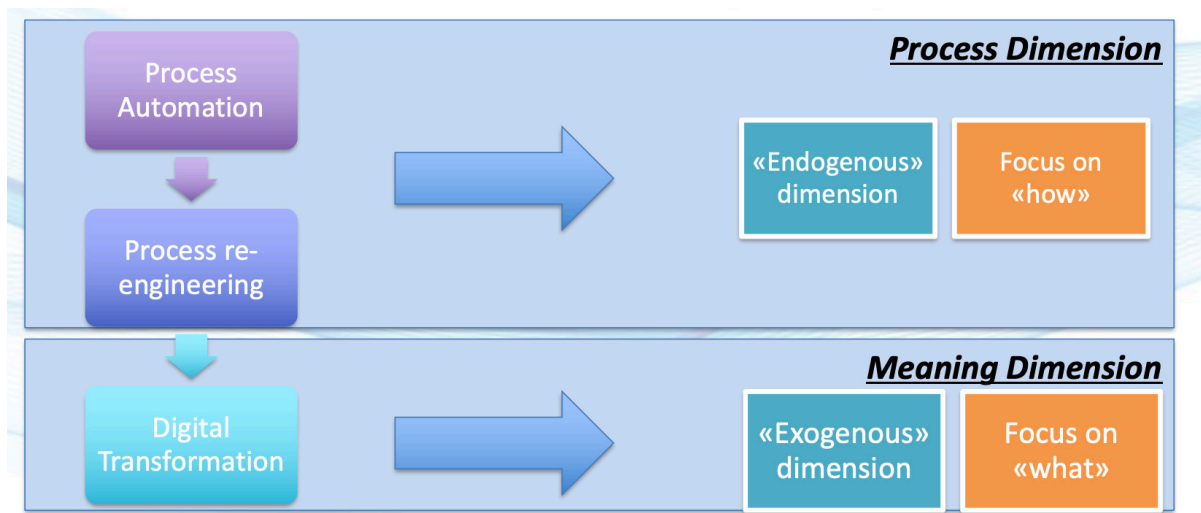 Process Dimension
Process
Automation
«Endogenous»
dimension
Focus on
«how»
Process re-
engineering
Meaning Dimension
Digital
Transformation
«Exogenous»
dimension
Focus on
«what»